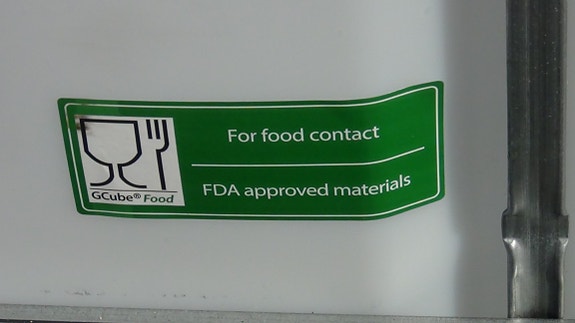 For food contact
FDA approved materials
GCube® Food